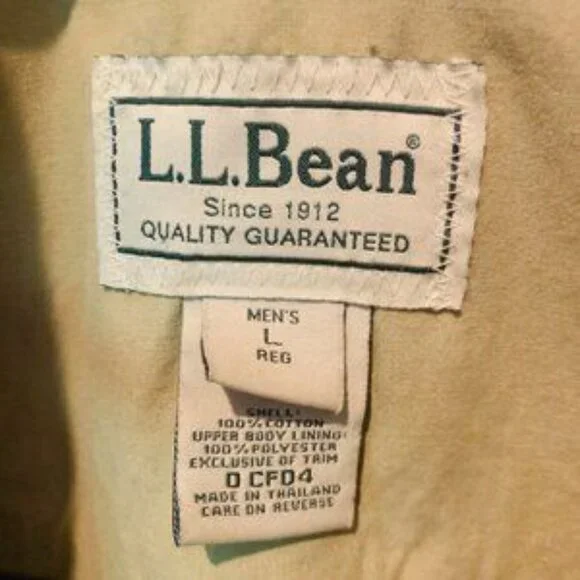 L.L.Bean®
Since 1912
QUALITY GUARANTEED
MEN'S
L
REG
SHELL:
100% COTTON
UPPER BODY LINING:
100% POLYESTER
EXCLUSIVE OF TRIM
0 CFD4
MADE IN THAILAND
CARE ON REVERSE